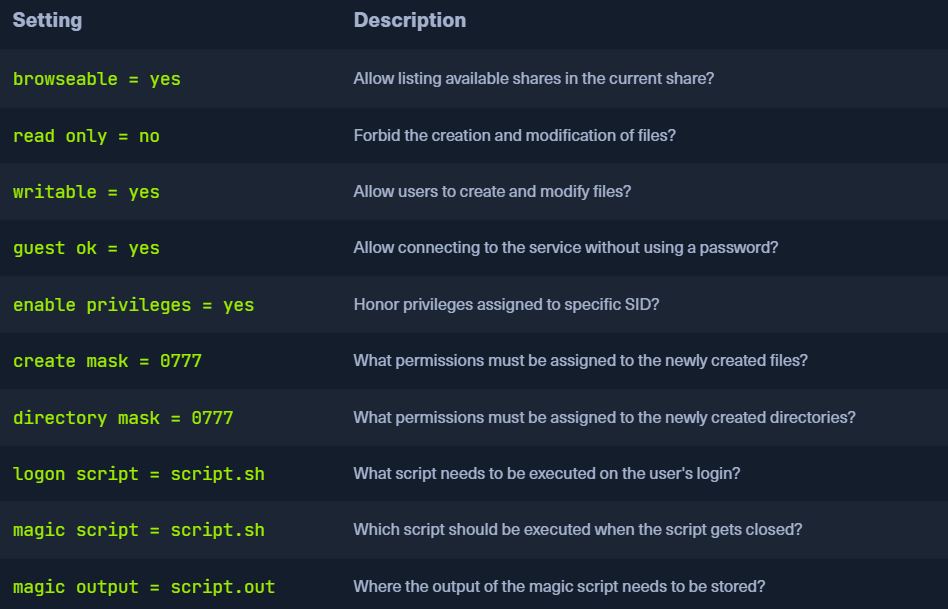 Setting Description
browseable = yes Allow listing available shares in the current share?
read only = no Forbid the creation and modification of files?
writable = yes Allow users to create and modify files?
guest ok = yes Allow connecting to the service without using a password?
enable privileges = yes Honor privileges assigned to specific SID?
create mask = 0777 What permissions must be assigned to the newly created files?
directory mask = 0777 What permissions must be assigned to the newly created directories?
logon script = script.sh What script needs to be executed on the user's login?
magic script = script.sh Which script should be executed when the script gets closed?
magic output = script.out Where the output of the magic script needs to be stored?